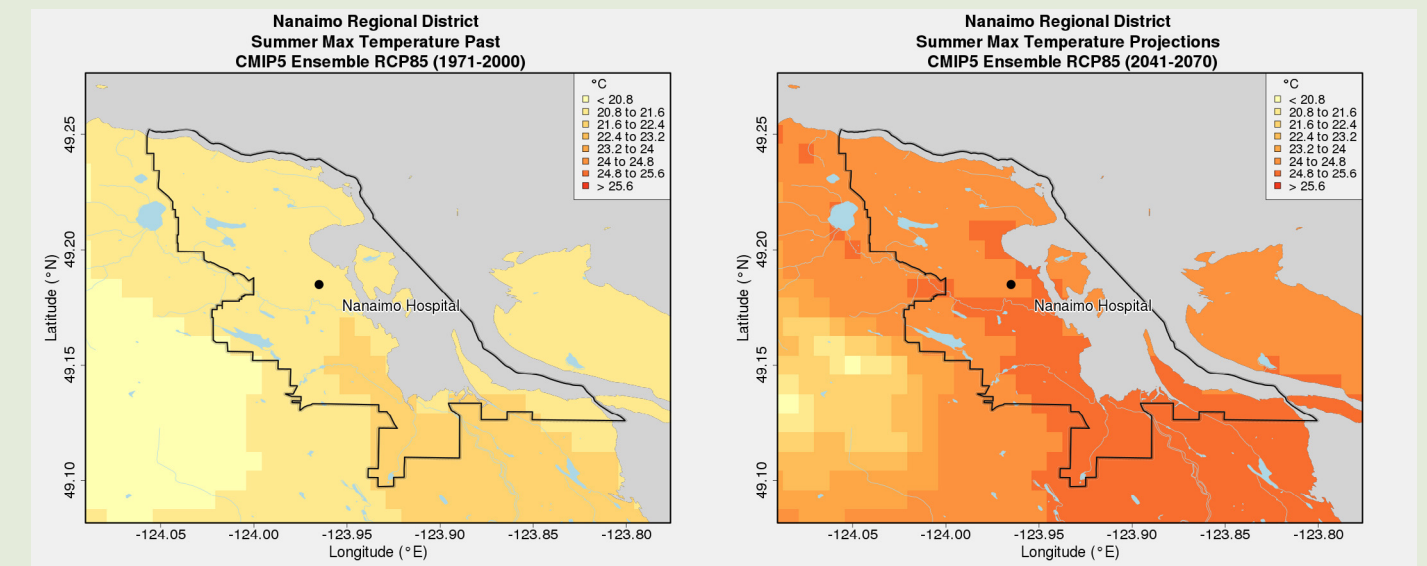 Nanaimo Regional District
Summer Max Temperature Past
CMIP5 Ensemble RCP85 (1971-2000)
°C
< 20.8
20.8 to 21.6
21.6 to 22.4
22.4 to 23.2
23.2 to 24
24 to 24.8
24.8 to 25.6
> 25.6
Nanaimo Hospital
49.25
49.20
49.15
49.10
Latitude (°N)
-124.05 -124.00 -123.95 -123.90 -123.85 -123.80
Longitude (°E)
Nanaimo Regional District
Summer Max Temperature Projections
CMIP5 Ensemble RCP85 (2041-2070)
°C
< 20.8
20.8 to 21.6
21.6 to 22.4
22.4 to 23.2
23.2 to 24
24 to 24.8
24.8 to 25.6
> 25.6
Nanaimo Hospital
49.25
49.20
49.15
49.10
Latitude (°N)
-124.05 -124.00 -123.95 -123.90 -123.85 -123.80
Longitude (°E)